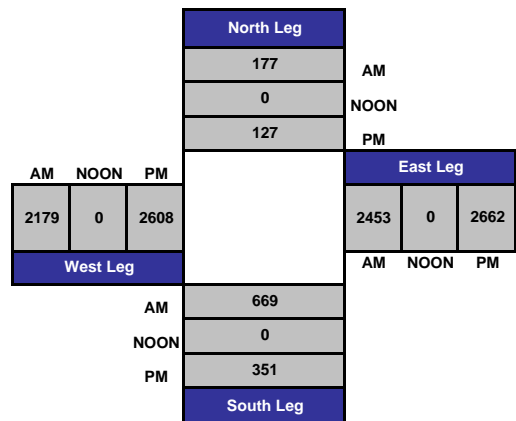 North Leg
177 AM
0 NOON
127 PM
AM NOON PM
East Leg
2179 0 2608
2453 0 2662
West Leg
AM NOON PM
AM 669
NOON 0
PM 351
South Leg